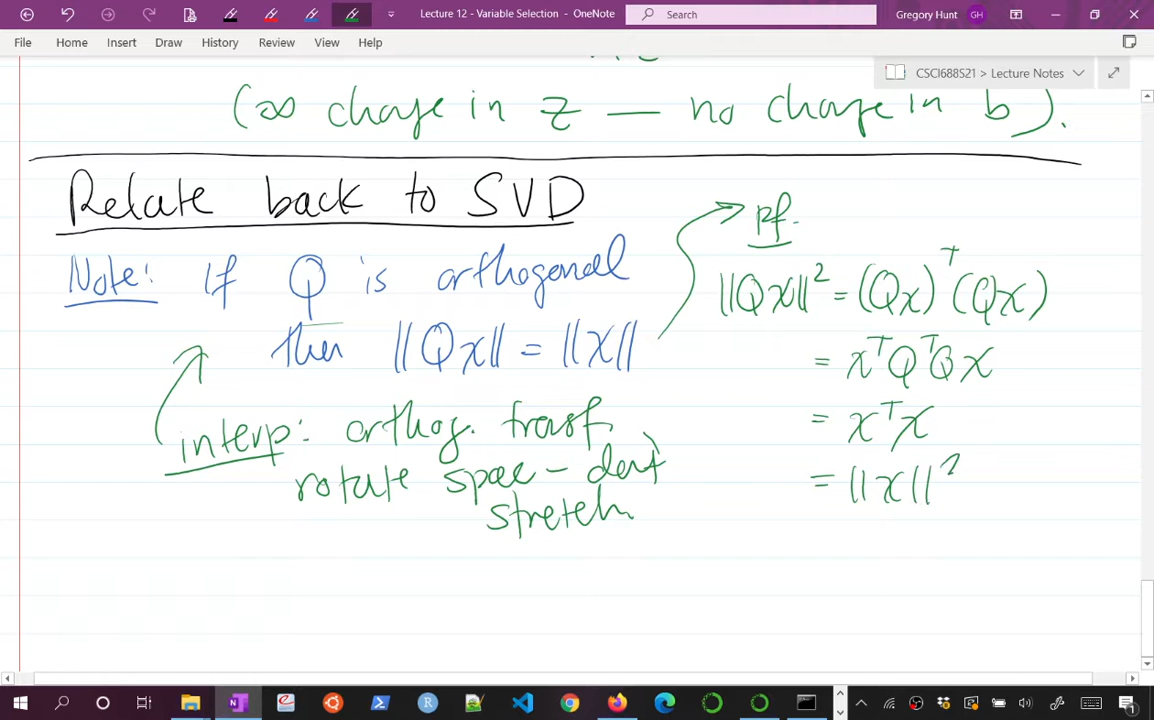 Lecture 12 - Variable Selection - OneNote
Search
Gregory Hunt
GH
File Home Insert Draw History Review View Help
CSCI688S21 > Lecture Notes
(∞ change in z — no change in b).
Relate back to SVD
Note: If Q is orthogonal
then ||Qx|| = ||x||
interp: orthog. transf.
rotate space - don't
stretch
pf.
||Qx||² = (Qx)ᵀ(Qx)
= xᵀQᵀQx
= xᵀx
= ||x||²